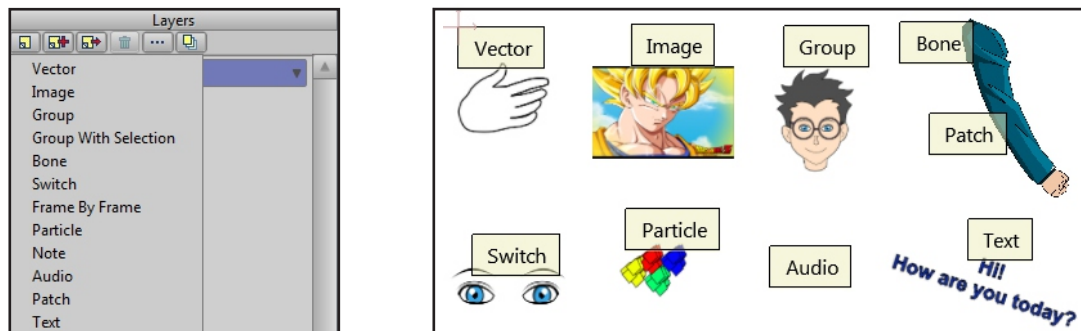 Layers
Vector
Image
Group
Group With Selection
Bone
Switch
Frame By Frame
Particle
Note
Audio
Patch
Text
Vector
Image
Group
Bone
Patch
Switch
Particle
Audio
Text
Hi!
How are you today?